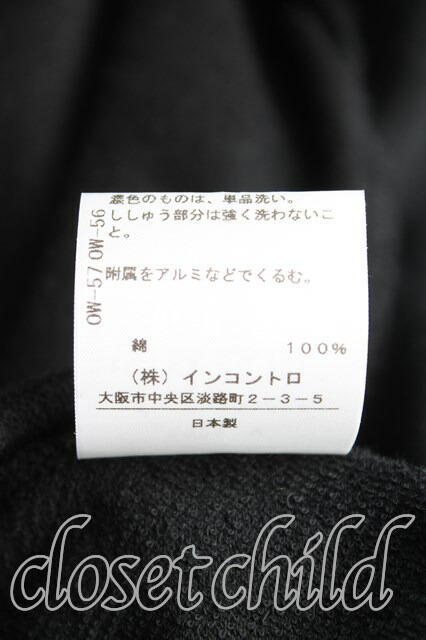 濃色のものは、単品洗い。
ししゅう部分は強く洗わないこ
と。
附属をアルミなどでくるむ。
OW-57 OW-56
綿 100%
（株）インコントロ
大阪市中央区淡路町2-3-5
日本製
closetchild